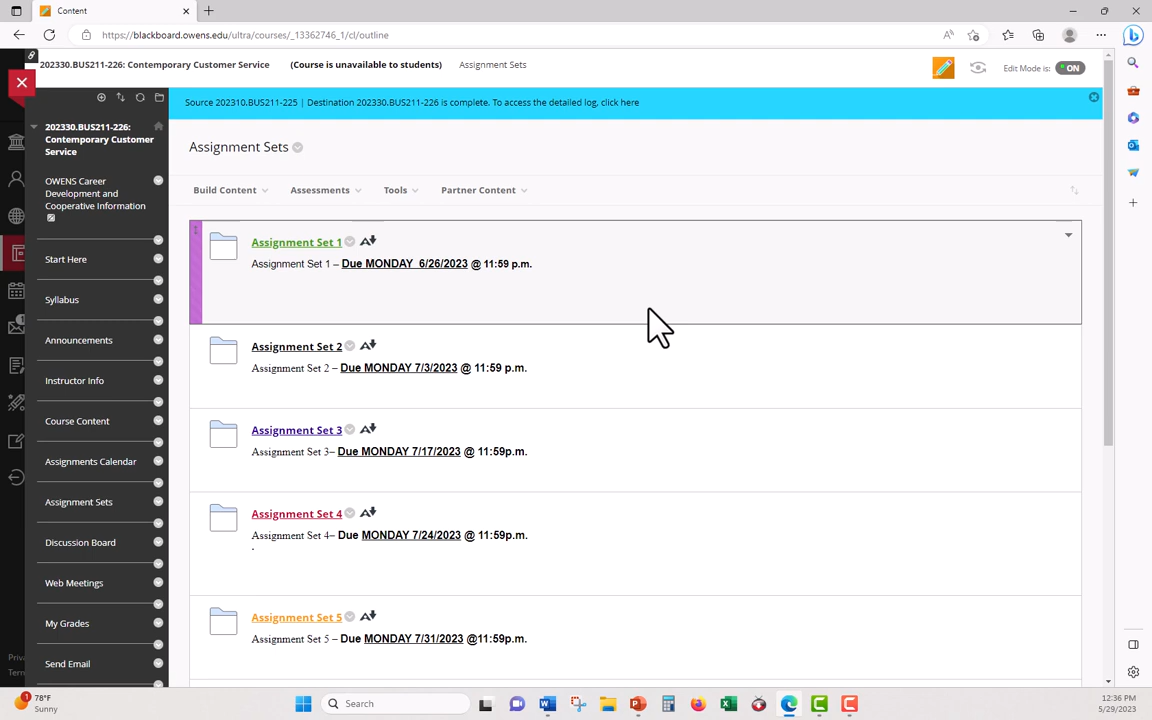 Content
https://blackboard.owens.edu/ultra/courses/_13362746_1/cl/outline
202330.BUS211-226: Contemporary Customer Service
(Course is unavailable to students)
Assignment Sets
Edit Mode is:
ON
Source 202310.BUS211-225 | Destination 202330.BUS211-226 is complete. To access the detailed log, click here
202330.BUS211-226:
Contemporary Customer
Service
OWENS Career
Development and
Cooperative Information
Start Here
Syllabus
Announcements
Instructor Info
Course Content
Assignments Calendar
Assignment Sets
Discussion Board
Web Meetings
My Grades
Send Email
Assignment Sets
Build Content
Assessments
Tools
Partner Content
Assignment Set 1
Assignment Set 1 – Due MONDAY  6/26/2023 @ 11:59 p.m.
Assignment Set 2
Assignment Set 2 – Due MONDAY 7/3/2023 @ 11:59 p.m.
Assignment Set 3
Assignment Set 3– Due MONDAY 7/17/2023 @ 11:59p.m.
Assignment Set 4
Assignment Set 4– Due MONDAY 7/24/2023 @ 11:59p.m.
.
Assignment Set 5
Assignment Set 5 – Due MONDAY 7/31/2023 @11:59p.m.
Priv
Term
1
78°F
Sunny
Search
12:36 PM
5/29/2023